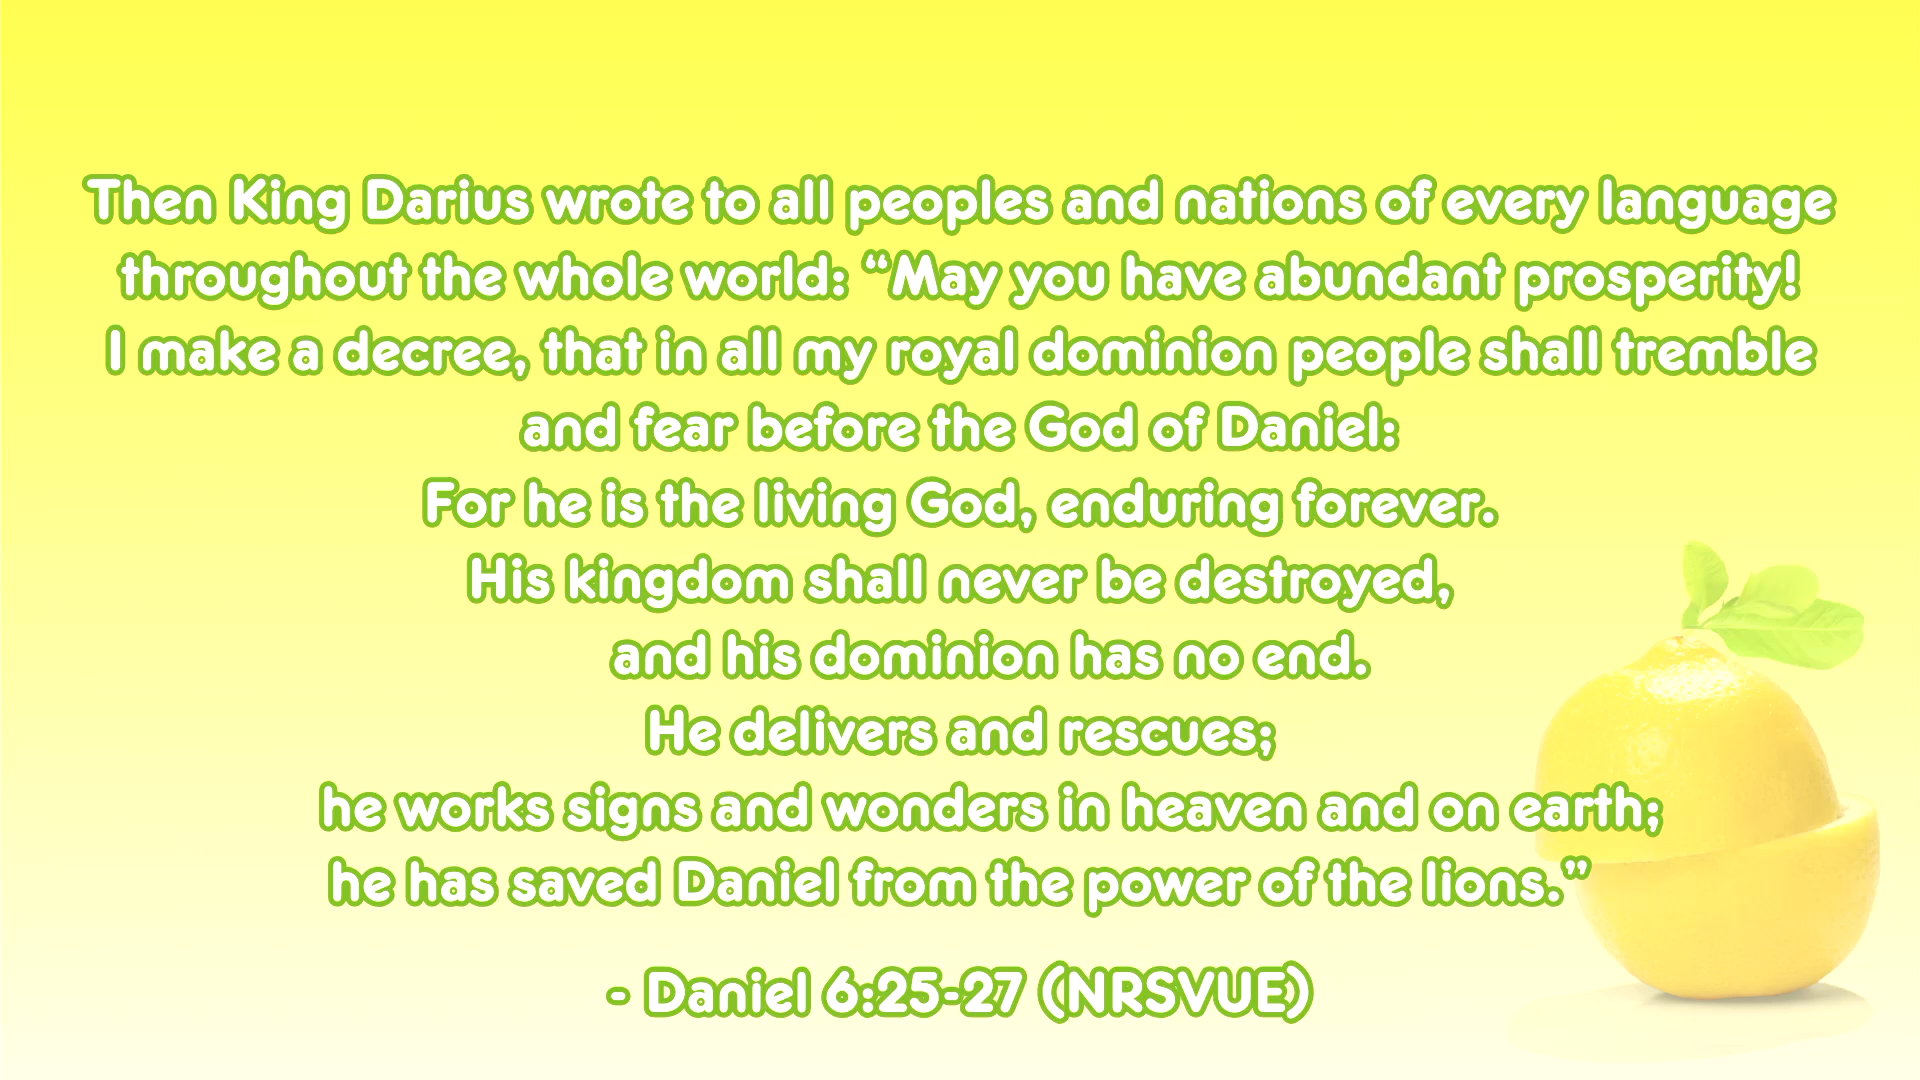 Then King Darius wrote to all peoples and nations of every language
throughout the whole world: “May you have abundant prosperity!
I make a decree, that in all my royal dominion people shall tremble
and fear before the God of Daniel:
For he is the living God, enduring forever.
His kingdom shall never be destroyed,
and his dominion has no end.
He delivers and rescues;
he works signs and wonders in heaven and on earth;
he has saved Daniel from the power of the lions.”
- Daniel 6:25-27 (NRSVUE)